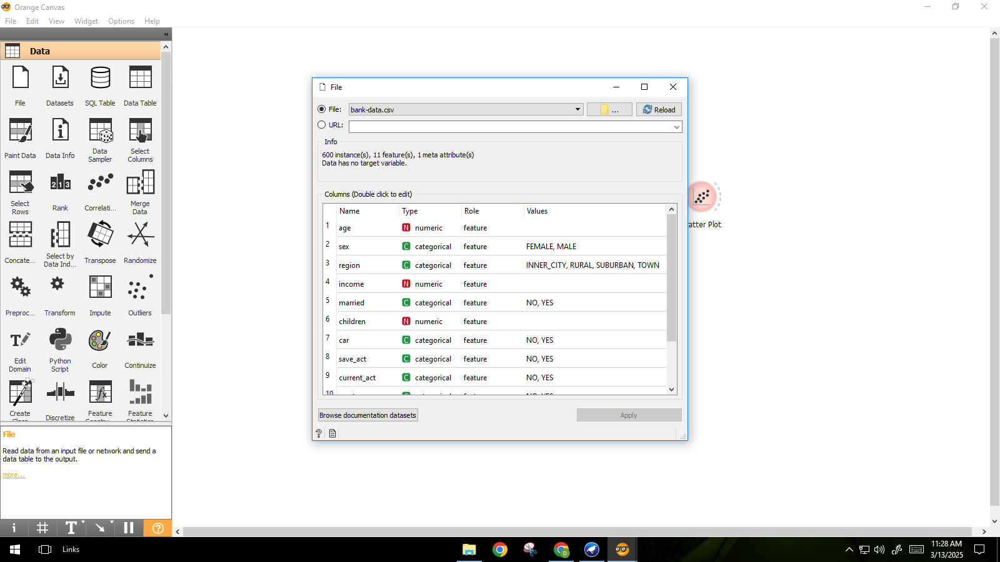 Orange Canvas
File Edit View Widget Options Help
«
Data
File Datasets SQL Table Data Table
Paint Data Data Info Data Sampler Select Columns
Select Rows Rank Correlati... Merge Data
Concate... Select by Data Ind... Transpose Randomize
Preproc... Transform Impute Outliers
Edit Domain Python Script Color Continuize
Create Discretize Feature Feature
File
Read data from an input file or network and send a
data table to the output.
more...
File
File: bank-data.csv ... Reload
URL:
Info
600 instance(s), 11 feature(s), 1 meta attribute(s)
Data has no target variable.
Columns (Double click to edit)
Name Type Role Values
1 age N numeric feature
2 sex C categorical feature FEMALE, MALE
3 region C categorical feature INNER_CITY, RURAL, SUBURBAN, TOWN
4 income N numeric feature
5 married C categorical feature NO, YES
6 children N numeric feature
7 car C categorical feature NO, YES
8 save_act C categorical feature NO, YES
9 current_act C categorical feature NO, YES
10
Browse documentation datasets Apply
atter Plot
Links
11:28 AM
3/13/2025